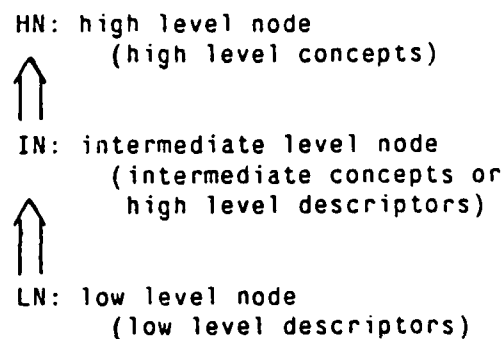 HN: high level node
(high level concepts)
IN: intermediate level node
(intermediate concepts or
high level descriptors)
LN: low level node
(low level descriptors)